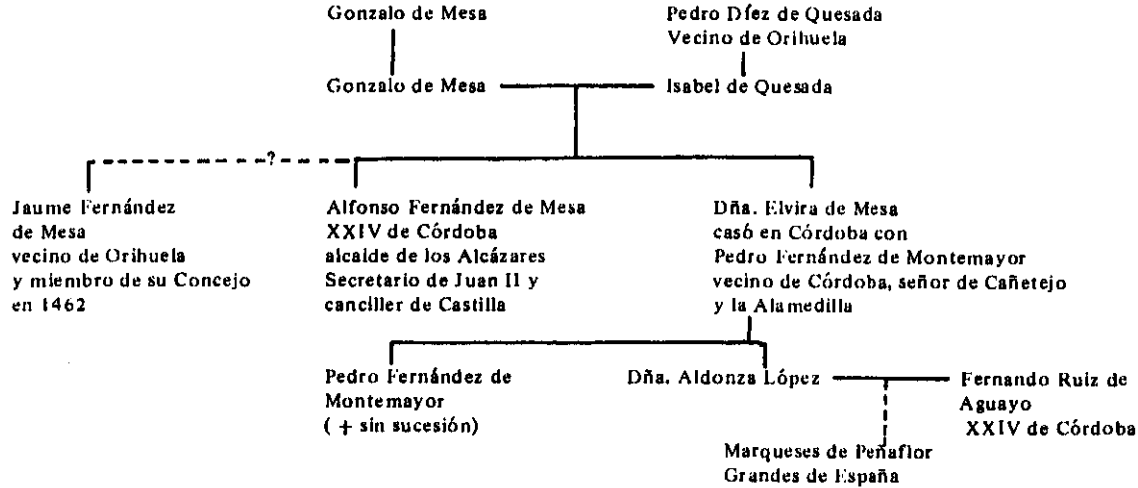 Gonzalo de Mesa
Pedro Díez de Quesada
Vecino de Orihuela
Gonzalo de Mesa
Isabel de Quesada
?
Jaume Fernández
de Mesa
vecino de Orihuela
y miembro de su Concejo
en 1462
Alfonso Fernández de Mesa
XXIV de Córdoba
alcaide de los Alcázares
Secretario de Juan II y
canciller de Castilla
Dña. Elvira de Mesa
casó en Córdoba con
Pedro Fernández de Montemayor
vecino de Córdoba, señor de Cañetejo
y la Alamedilla
Pedro Fernández de
Montemayor
( + sin sucesión)
Dña. Aldonza López
Fernando Ruiz de
Aguayo
XXIV de Córdoba
Marqueses de Peñaflor
Grandes de España